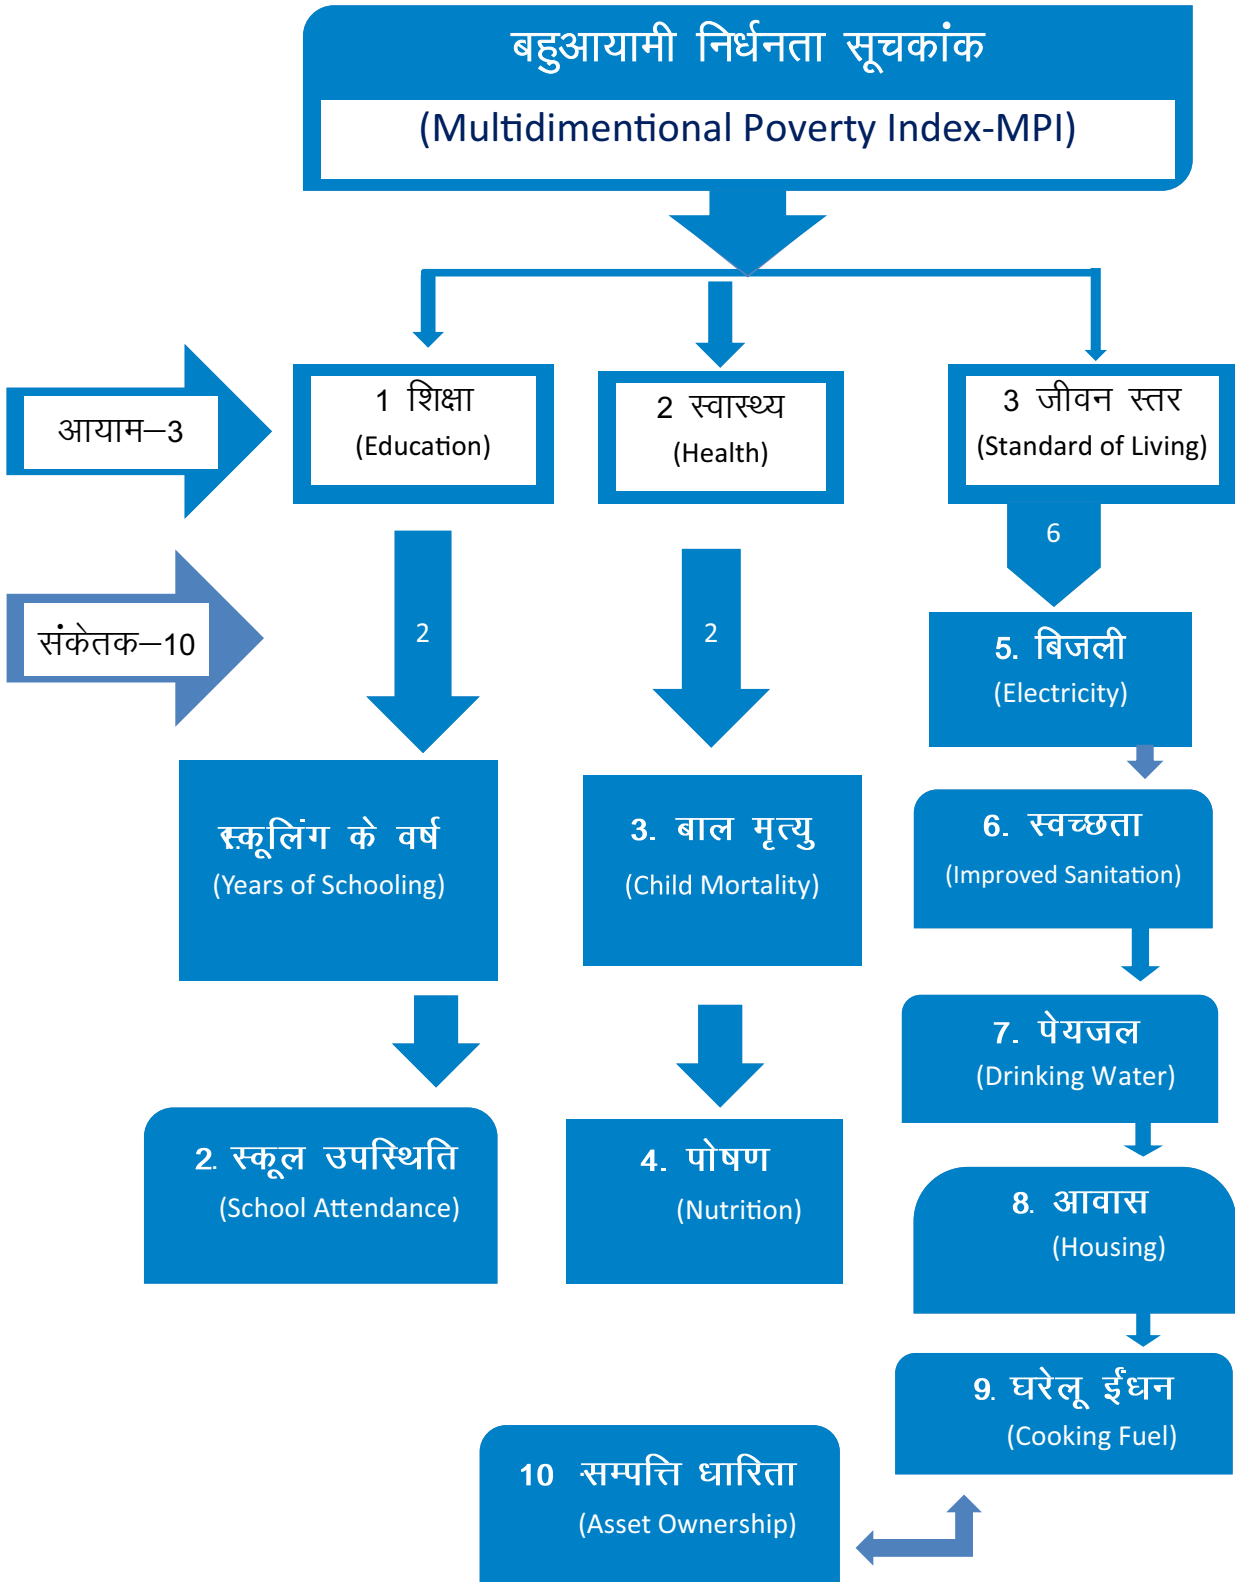 बहुआयामी निर्धनता सूचकांक
(Multidimentional Poverty Index-MPI)
आयाम–3
1 शिक्षा
(Education)
2 स्वास्थ्य
(Health)
3 जीवन स्तर
(Standard of Living)
संकेतक–10
2
2
6
स्कूलिंग के वर्ष
(Years of Schooling)
2. स्कूल उपस्थिति
(School Attendance)
3. बाल मृत्यु
(Child Mortality)
4. पोषण
(Nutrition)
5. बिजली
(Electricity)
6. स्वच्छता
(Improved Sanitation)
7. पेयजल
(Drinking Water)
8. आवास
(Housing)
9. घरेलू ईंधन
(Cooking Fuel)
10 सम्पत्ति धारिता
(Asset Ownership)